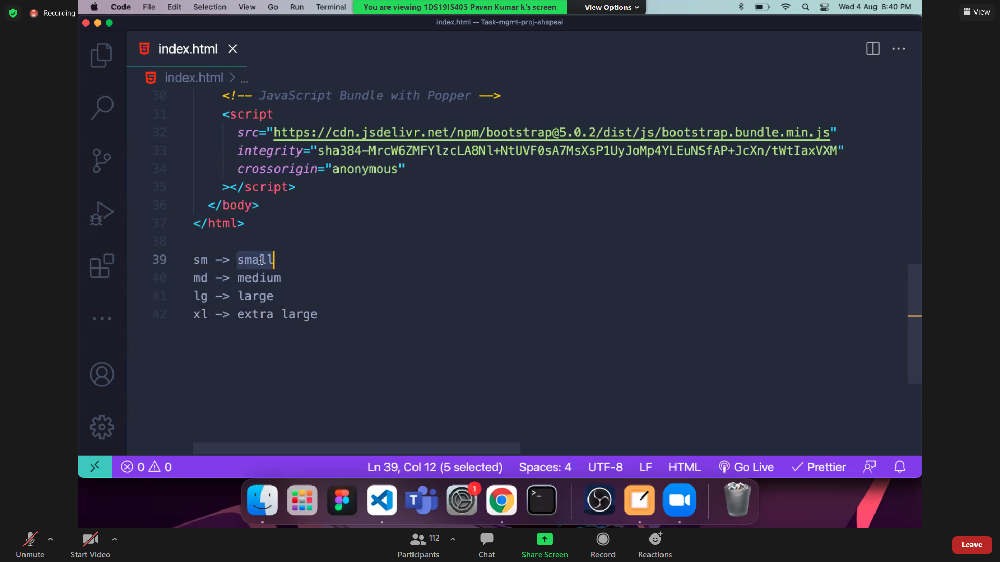 Recording
Code File Edit Selection View Go Run Terminal
You are viewing 1DS19IS405 Pavan Kumar k's screen
View Options
Wed 4 Aug 8:40 PM
View
index.html — Task-mgmt-proj-shapeai
index.html
index.html > ...
30 <!-- JavaScript Bundle with Popper -->
31 <script
32 src="https://cdn.jsdelivr.net/npm/bootstrap@5.0.2/dist/js/bootstrap.bundle.min.js"
33 integrity="sha384-MrcW6ZMFYlzcLA8Nl+NtUVF0sA7MsXsP1UyJoMp4YLEuNSfAP+JcXn/tWtIaxVXM"
34 crossorigin="anonymous"
35 ></script>
36 </body>
37 </html>
38
39 sm -> small
40 md -> medium
41 lg -> large
42 xl -> extra large
0 0 Ln 39, Col 12 (5 selected) Spaces: 4 UTF-8 LF HTML Go Live Prettier
T
1
>_
Unmute
Start Video
112
Participants
Chat
Share Screen
Record
Reactions
Leave